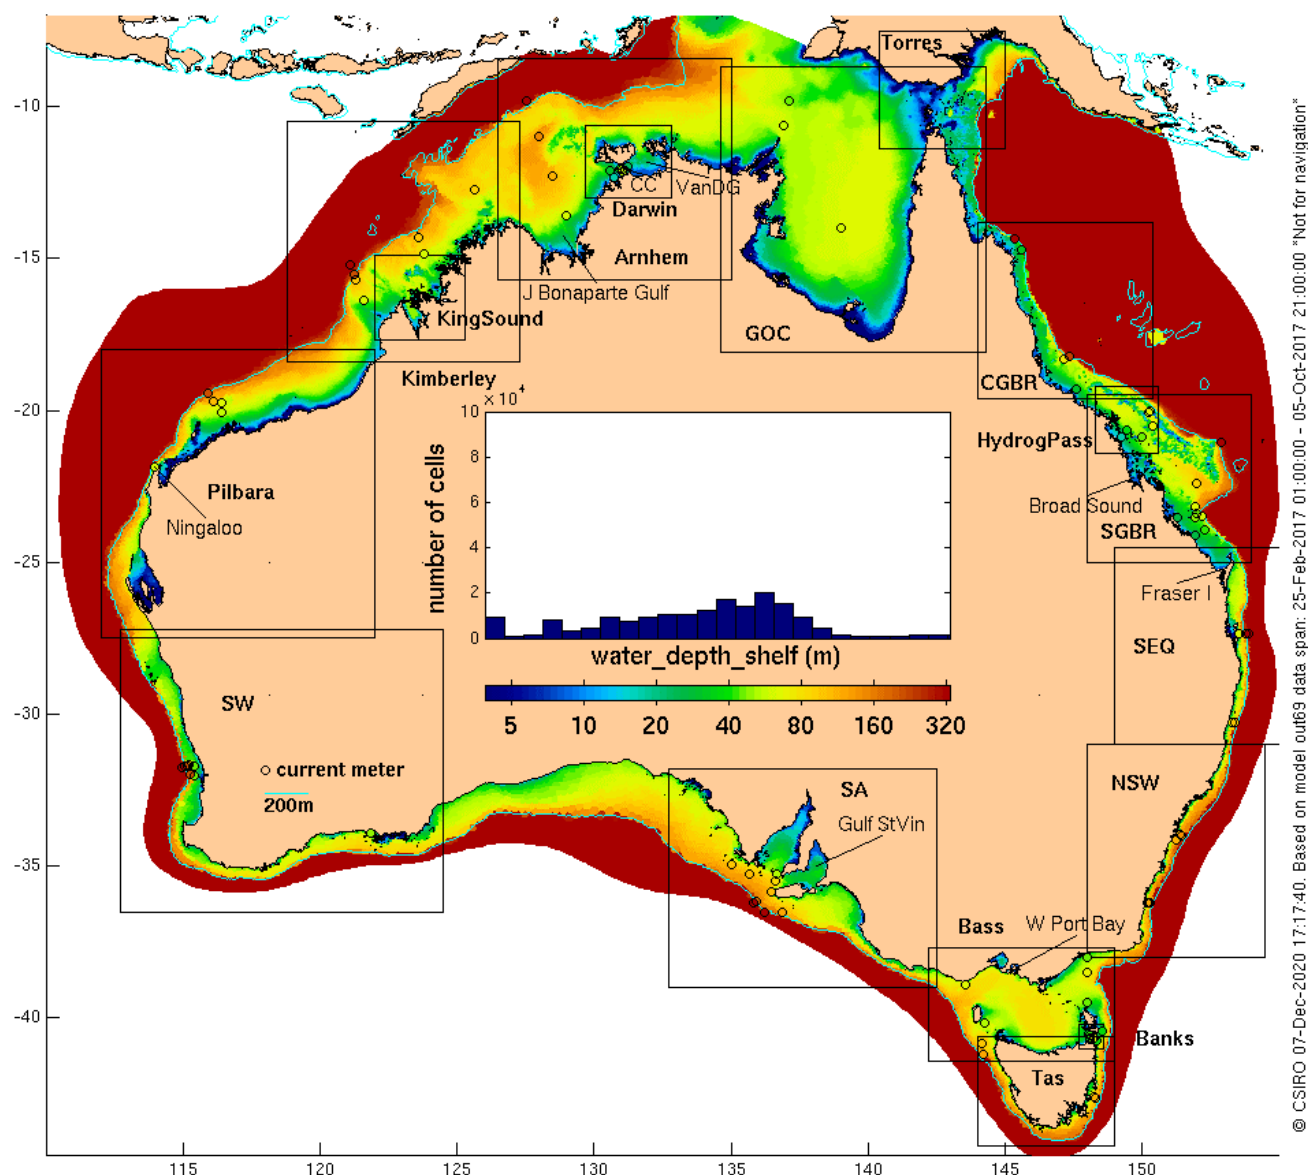 Torres
-10
CC
VanDG
Darwin
-15
Arnhem
J Bonaparte Gulf
KingSound
GOC
Kimberley
CGBR
× 10⁴
-20
10
HydrogPass
8
Pilbara
Broad Sound
6
Ningaloo
SGBR
4
-25
2
Fraser I
0
number of cells
water_depth_shelf (m)
SEQ
SW
5 10 20 40 80 160 320
-30
current meter
200m
NSW
SA
Gulf StVin
-35
Bass
W Port Bay
-40
Banks
Tas
115 120 125 130 135 140 145 150
© CSIRO 07-Dec-2020 17:17:40. Based on model out69 data span: 25-Feb-2017 01:00:00 - 05-Oct-2017 21:00:00 "Not for navigation"